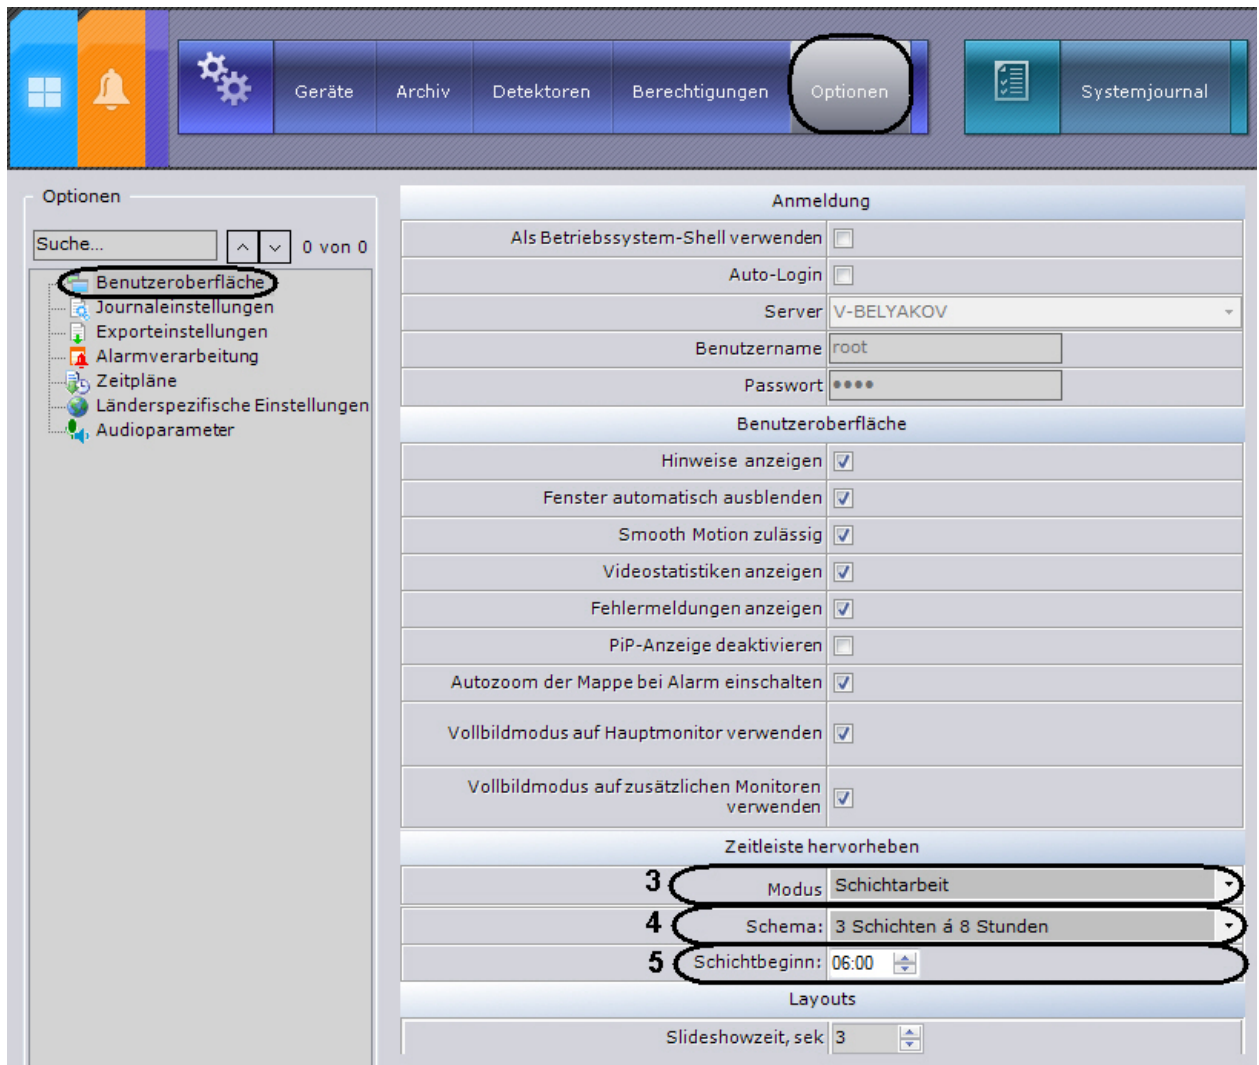 Geräte
Archiv
Detektoren
Berechtigungen
Optionen
Systemjournal
Optionen
Suche...
0 von 0
Benutzeroberfläche
Journaleinstellungen
Exporteinstellungen
Alarmverarbeitung
Zeitpläne
Länderspezifische Einstellungen
Audioparameter
Anmeldung
Als Betriebssystem-Shell verwenden
Auto-Login
Server V-BELYAKOV
Benutzername root
Passwort ●●●●
Benutzeroberfläche
Hinweise anzeigen
Fenster automatisch ausblenden
Smooth Motion zulässig
Videostatistiken anzeigen
Fehlermeldungen anzeigen
PiP-Anzeige deaktivieren
Autozoom der Mappe bei Alarm einschalten
Vollbildmodus auf Hauptmonitor verwenden
Vollbildmodus auf zusätzlichen Monitoren
verwenden
Zeitleiste hervorheben
3 Modus Schichtarbeit
4 Schema: 3 Schichten á 8 Stunden
5 Schichtbeginn: 06:00
Layouts
Slideshowzeit, sek 3